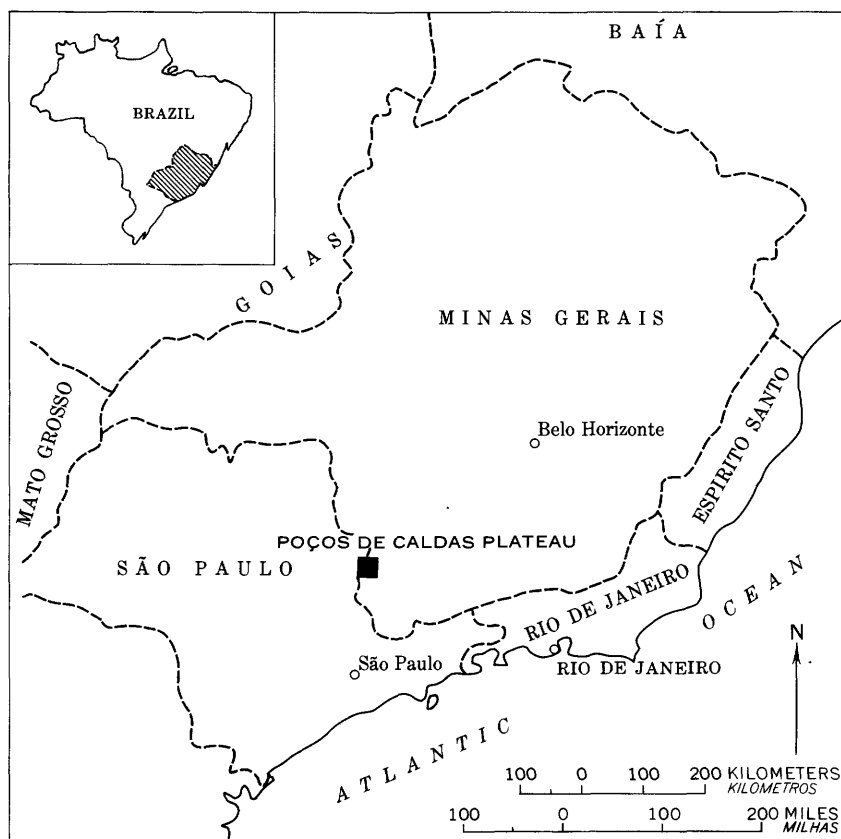 BAÍA
BRAZIL
GOIAS
MINAS GERAIS
MATO GROSSO
Belo Horizonte
ESPIRITO SANTO
POÇOS DE CALDAS PLATEAU
SÃO PAULO
RIO DE JANEIRO
OCEAN
N
São Paulo
RIO DE JANEIRO
ATLANTIC
100 0 100 200 KILOMETERS
KILOMETROS
100 0 100 200 MILES
MILHAS